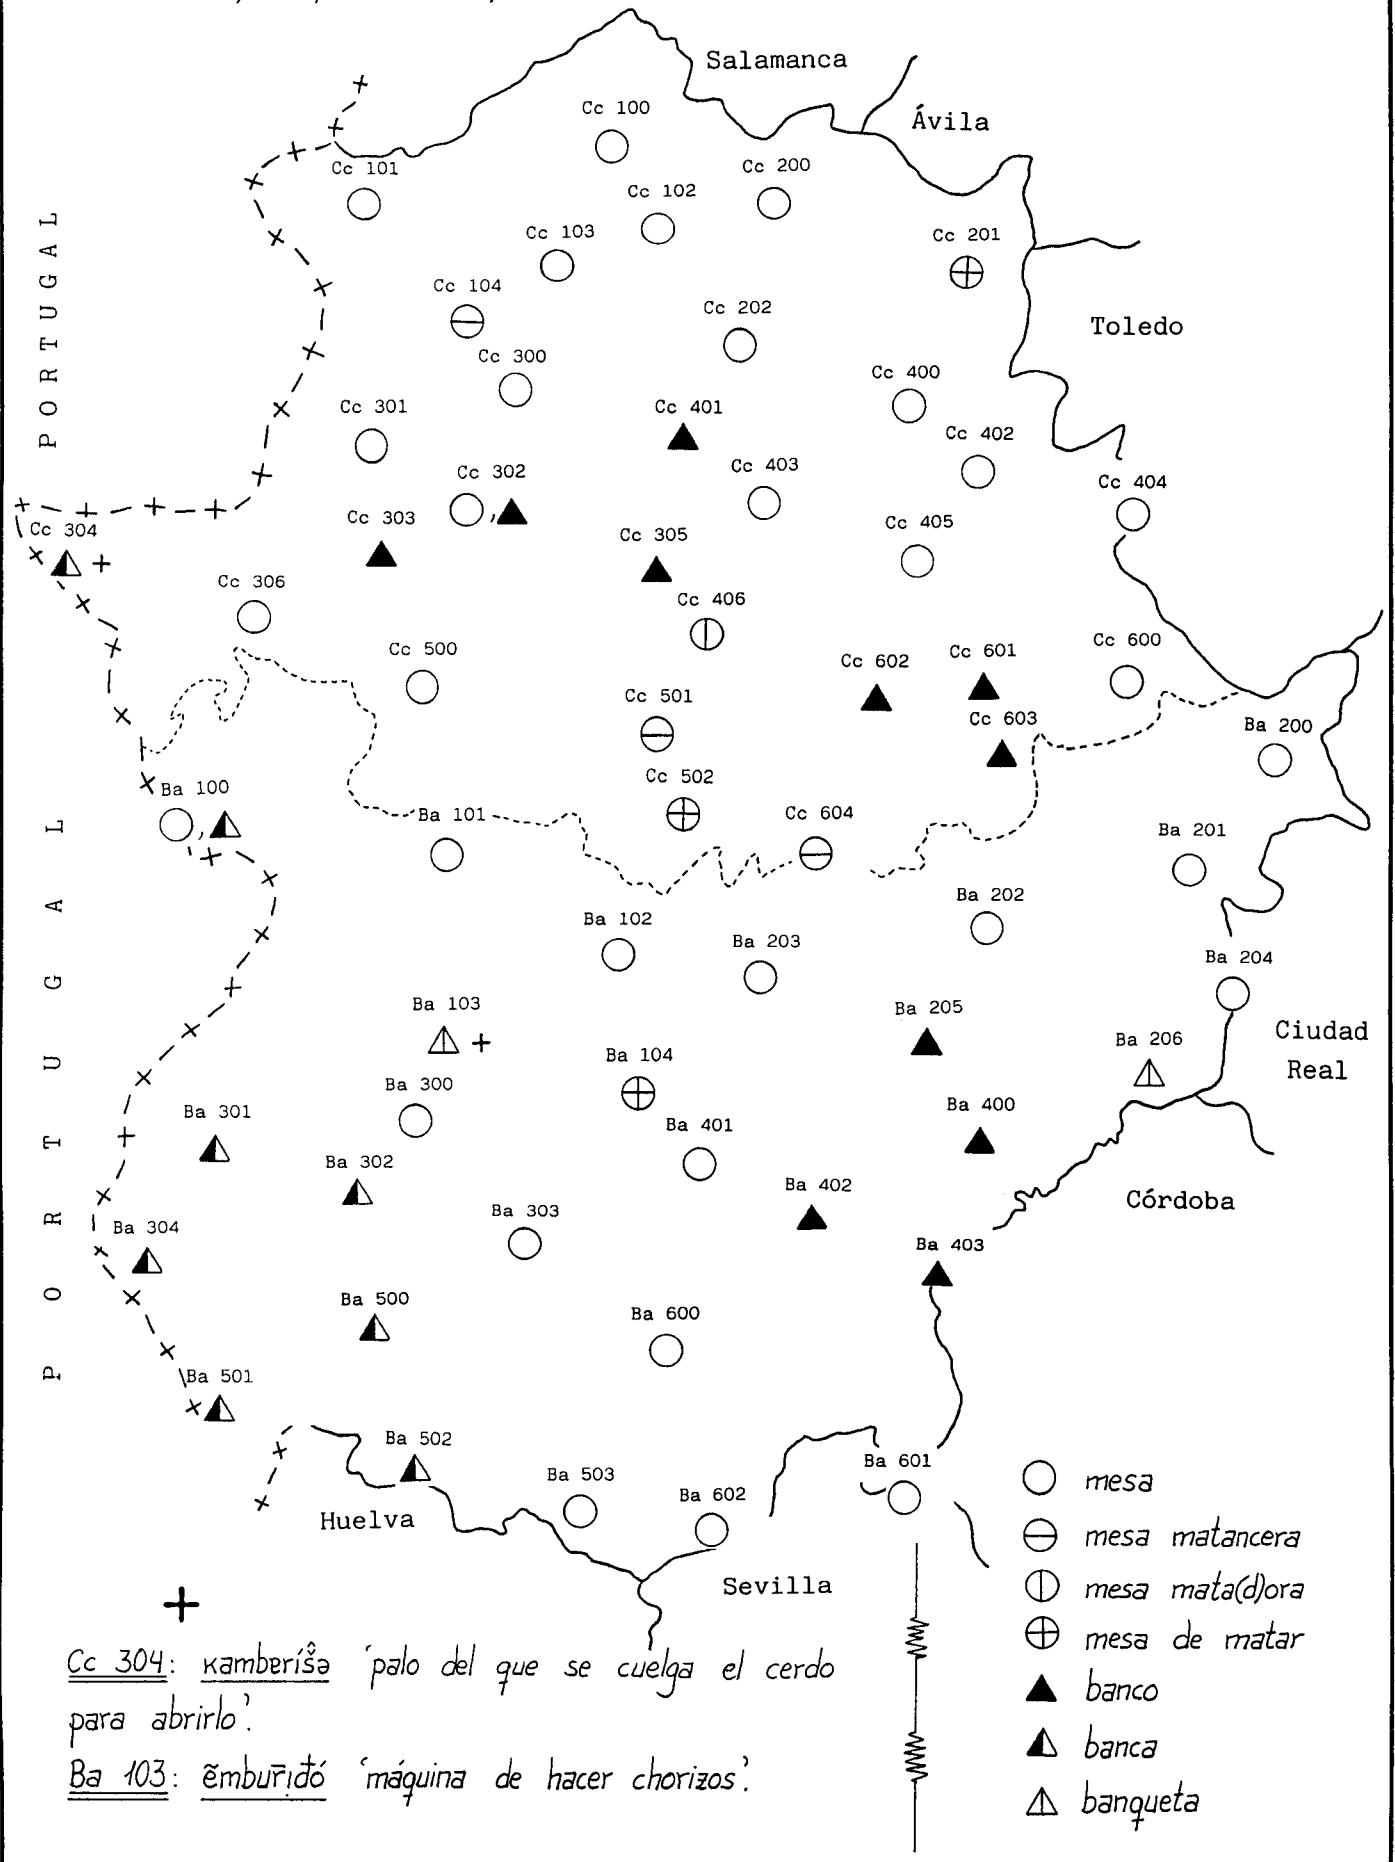 Salamanca
Ávila
Cc 100
Cc 101
Cc 200
Cc 102
Cc 103
Cc 201
Cc 104
Cc 202
Toledo
Cc 300
Cc 400
Cc 301
Cc 401
Cc 402
Cc 302
Cc 403
Cc 404
Cc 303
,
Cc 405
Cc 304
+
Cc 305
Cc 306
Cc 406
Cc 500
Cc 602
Cc 601
Cc 600
Cc 501
Cc 603
Ba 200
Cc 502
Ba 100
,
Ba 101
Cc 604
Ba 201
Ba 202
Ba 102
Ba 203
Ba 204
Ba 103
+
Ba 205
Ciudad
Real
Ba 206
Ba 104
Ba 300
Ba 400
Ba 301
Ba 401
Ba 302
Ba 402
Córdoba
Ba 303
Ba 304
Ba 403
Ba 500
Ba 600
Ba 501
Ba 502
Ba 503
Ba 601
Ba 602
Huelva
Sevilla
PORTUGAL
PORTUGAL
mesa
mesa matancera
mesa mata(d)ora
mesa de matar
banco
banca
banqueta
+
Cc 304: 'palo del que se cuelga el cerdo
para abrirlo'.
Ba 103: 'máquina de hacer chorizos'.